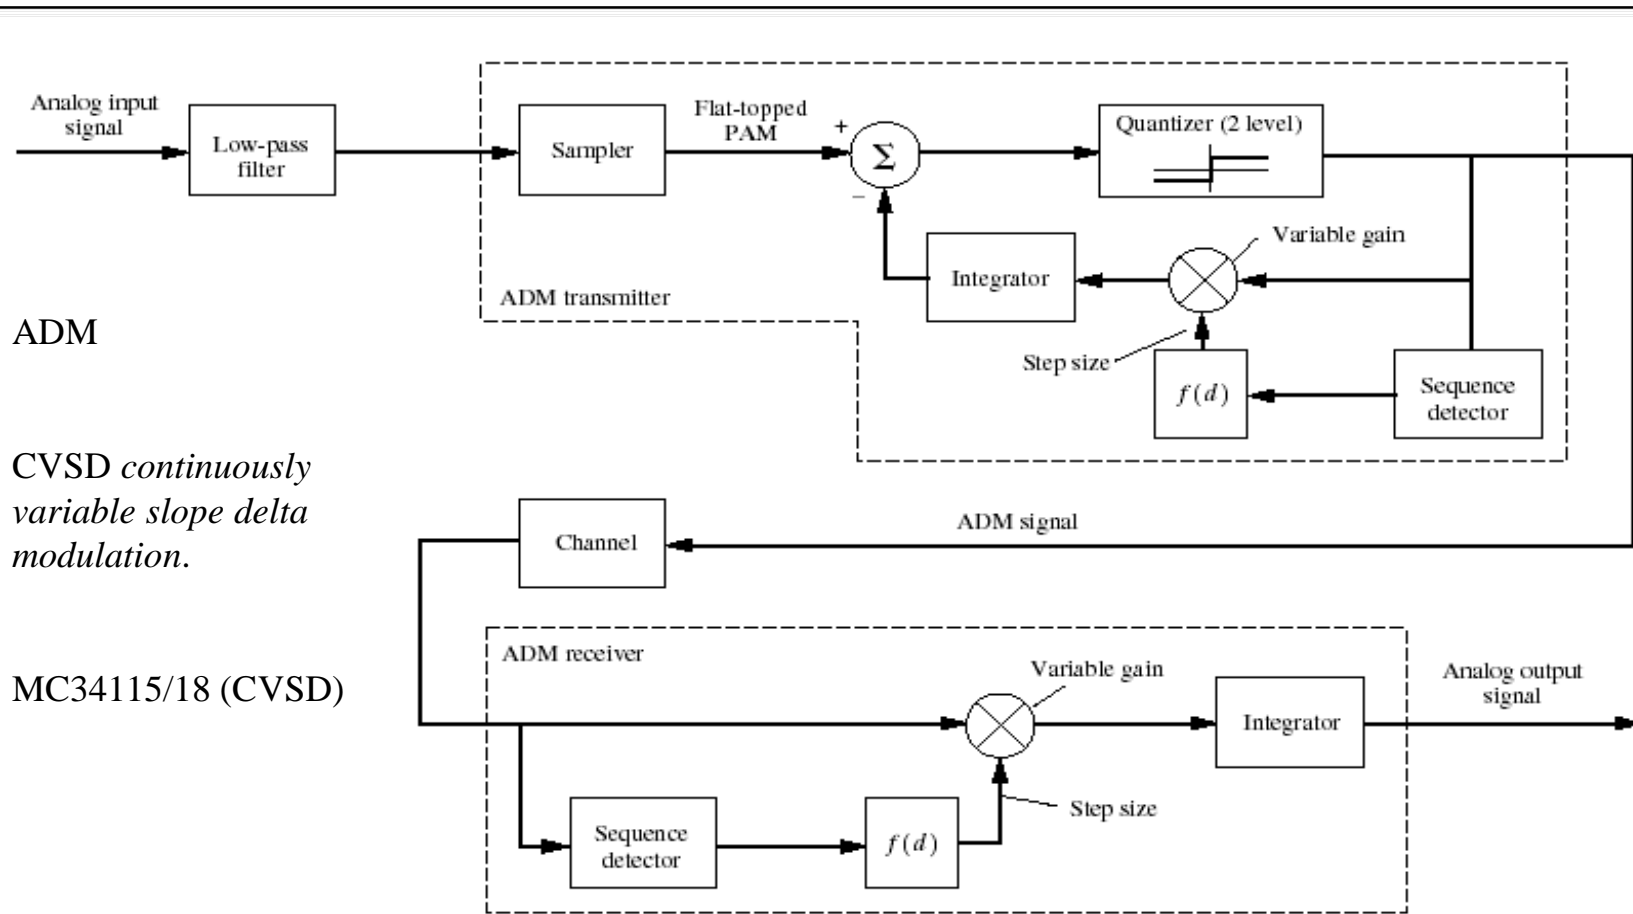 Analog input
signal
Low-pass
filter
Sampler
Flat-topped
PAM
+
Σ
−
Quantizer (2 level)
Variable gain
Integrator
ADM transmitter
Step size
f(d)
Sequence
detector
ADM
CVSD continuously
variable slope delta
modulation.
Channel
ADM signal
MC34115/18 (CVSD)
ADM receiver
Variable gain
Integrator
Analog output
signal
Step size
Sequence
detector
f(d)